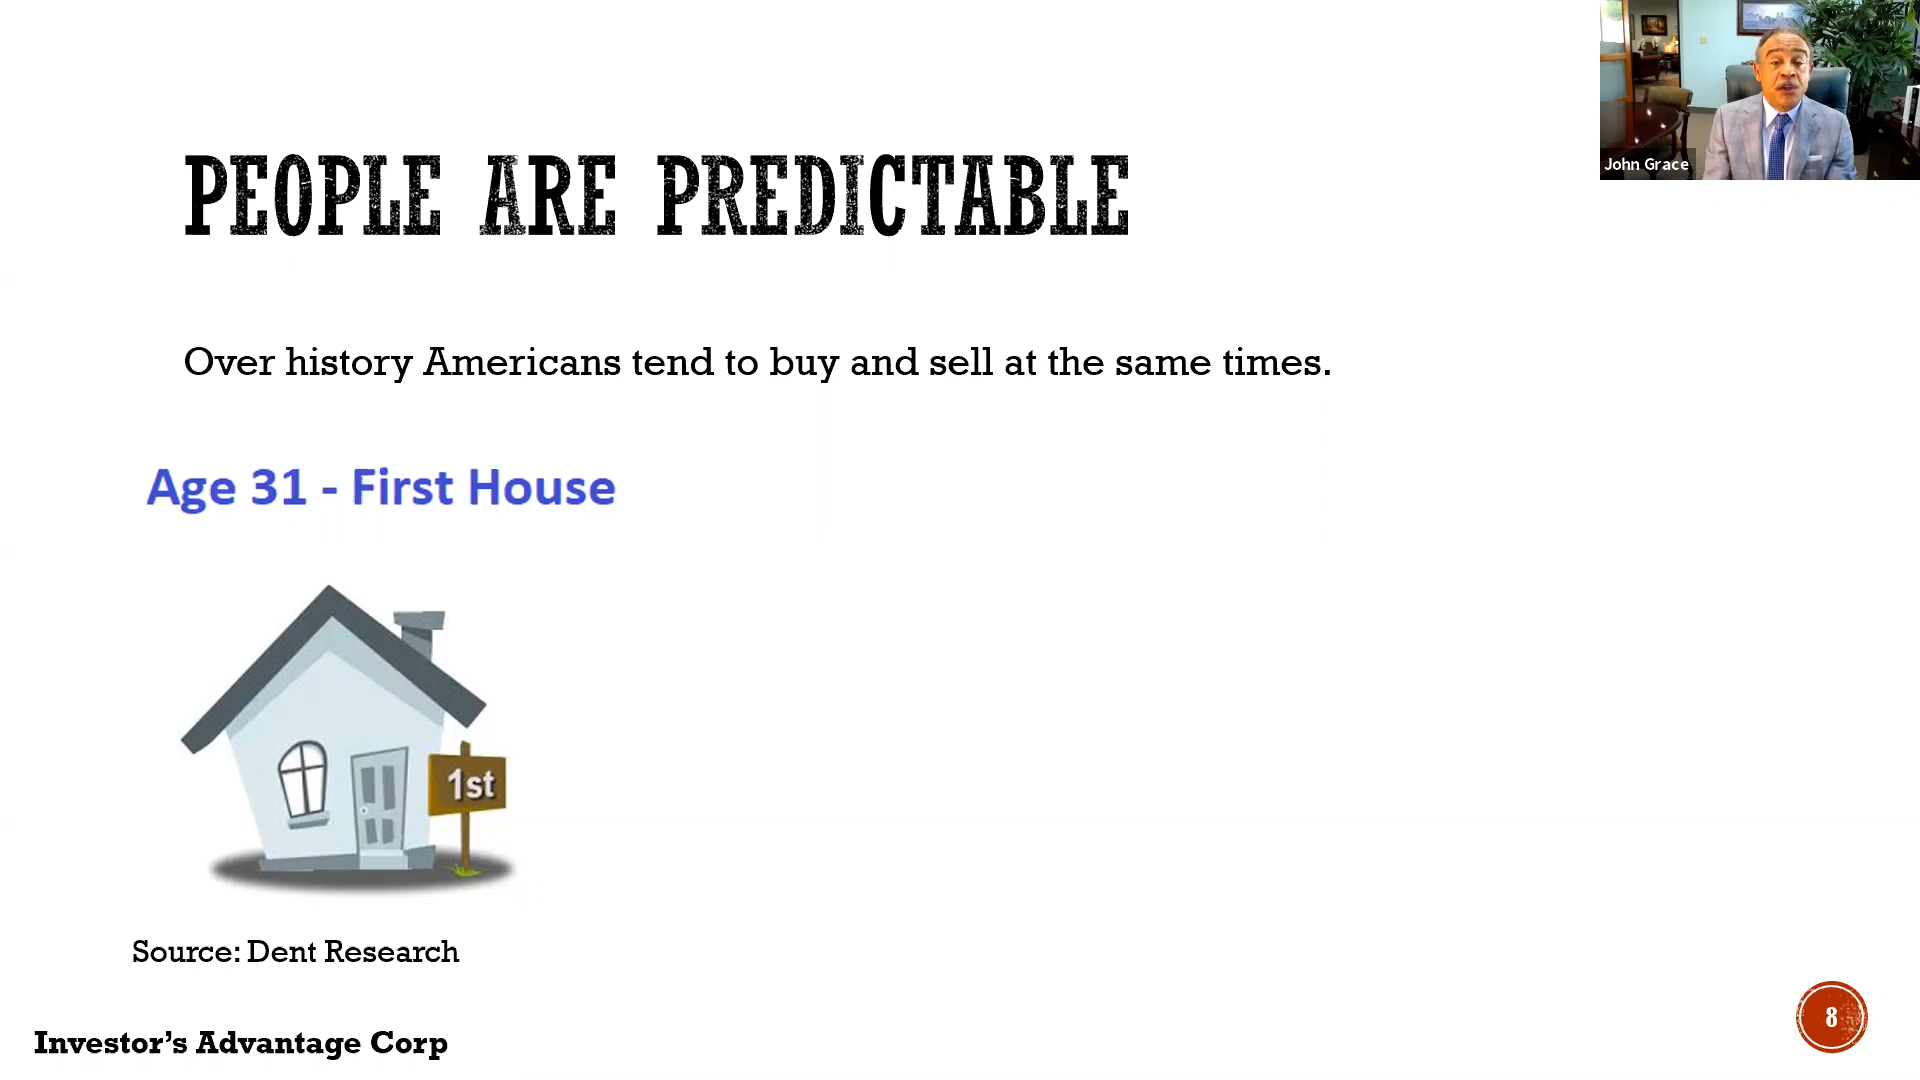 PEOPLE ARE PREDICTABLE
John Grace
Over history Americans tend to buy and sell at the same times.
Age 31 - First House
1st
Source: Dent Research
Investor's Advantage Corp
8